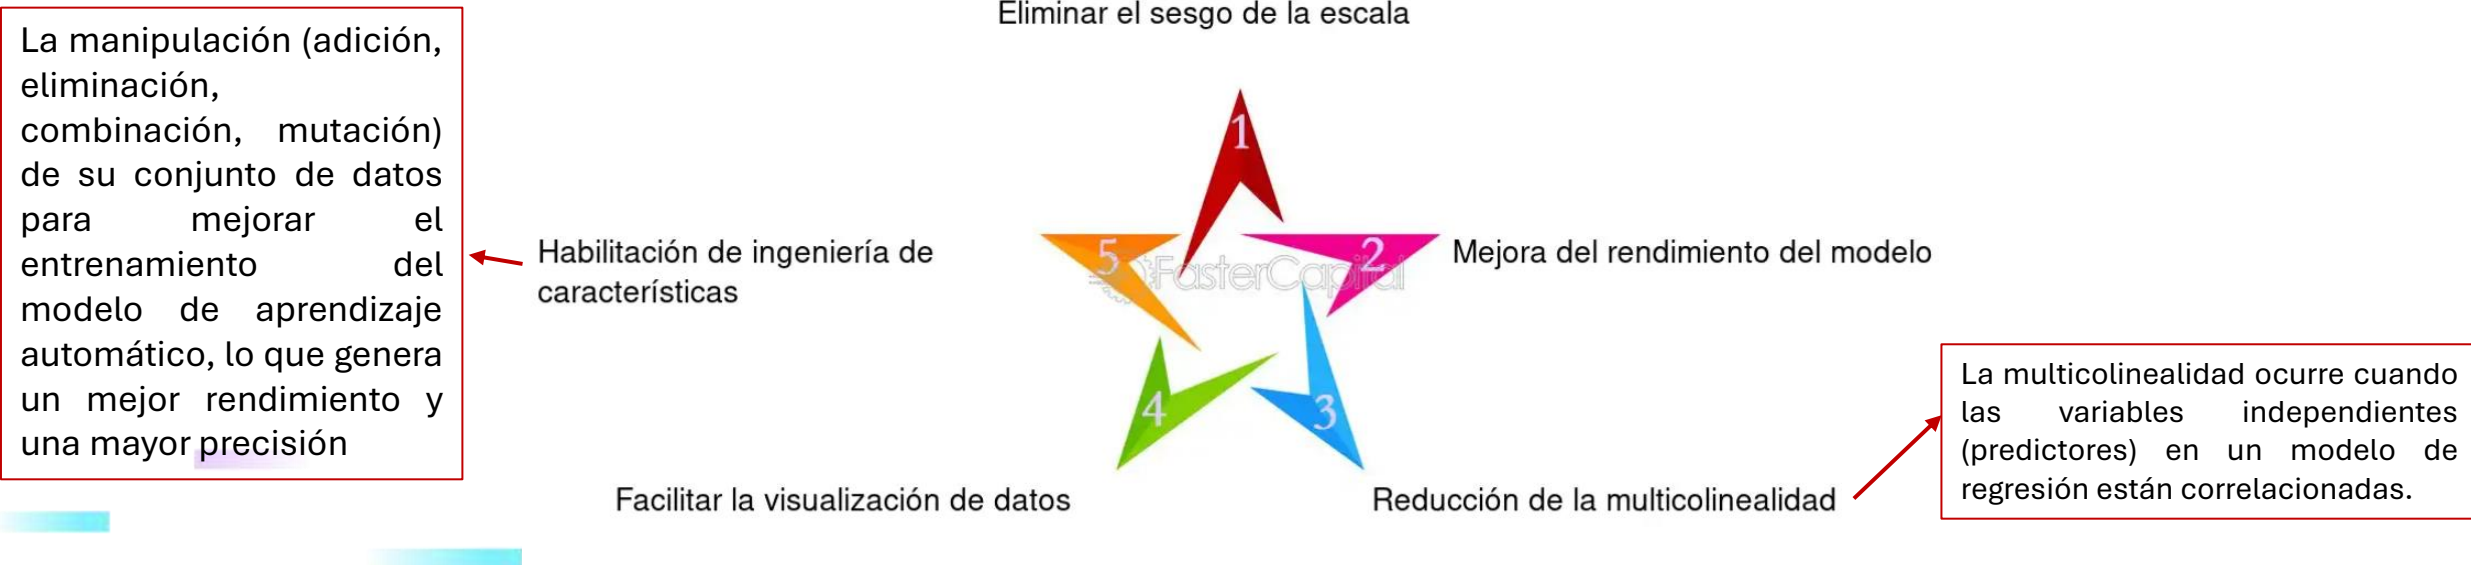 Eliminar el sesgo de la escala
La manipulación (adición,
eliminación,
combinación, mutación)
de su conjunto de datos
para mejorar el
entrenamiento del
modelo de aprendizaje
automático, lo que genera
un mejor rendimiento y
una mayor precisión
1
5
2
FasterCapital
Habilitación de ingeniería de
características
Mejora del rendimiento del modelo
4
3
La multicolinealidad ocurre cuando
las variables independientes
(predictores) en un modelo de
regresión están correlacionadas.
Facilitar la visualización de datos
Reducción de la multicolinealidad